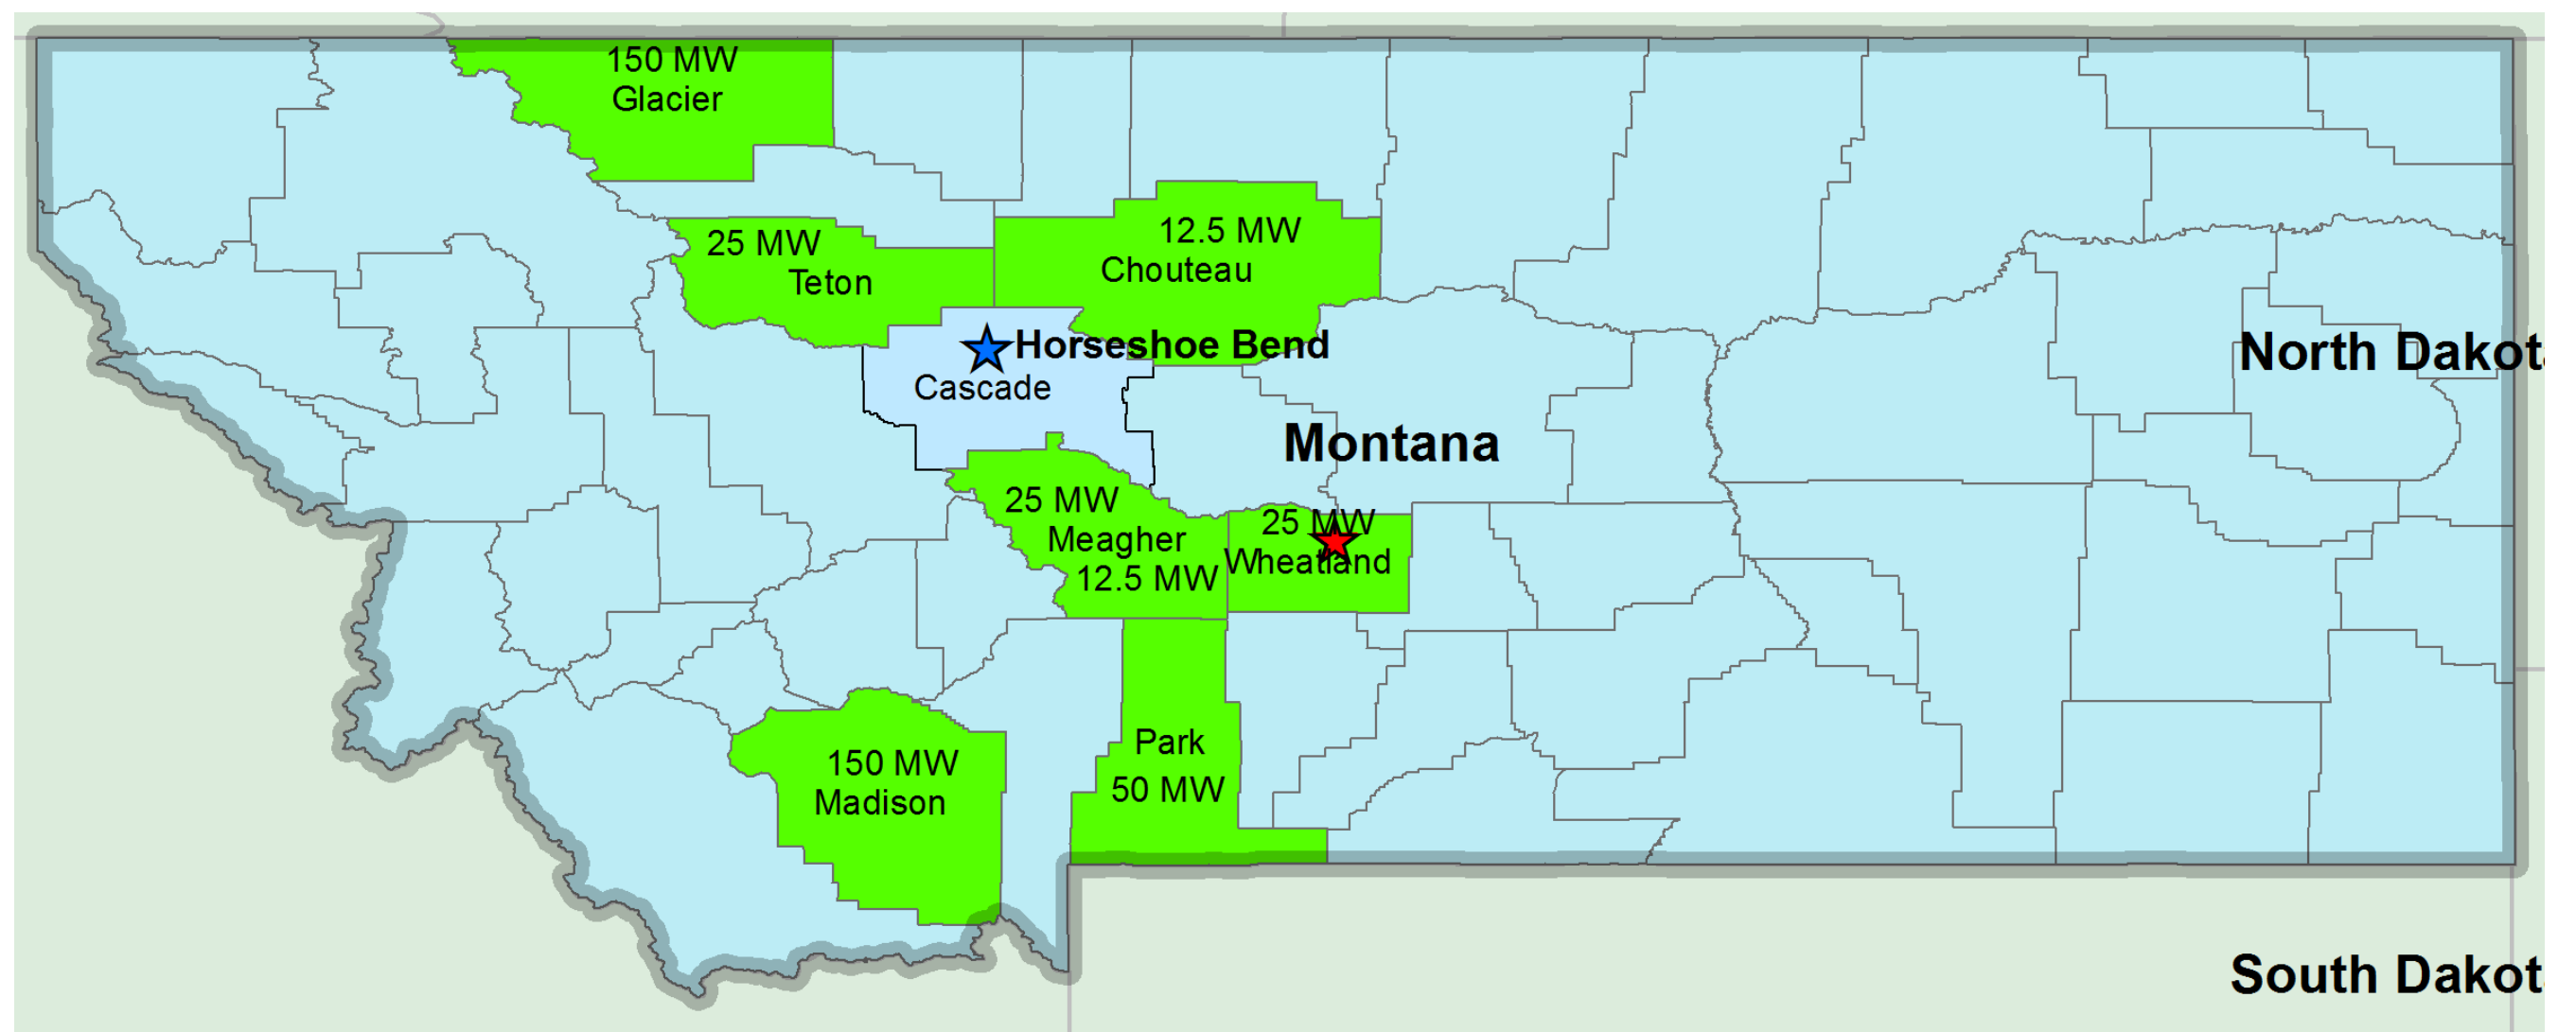 150 MW
Glacier
12.5 MW
Chouteau
25 MW
Teton
Horseshoe Bend
Cascade
North Dakot
Montana
25 MW
Meagher
12.5 MW
25 MW
Wheatland
Park
50 MW
150 MW
Madison
South Dakot